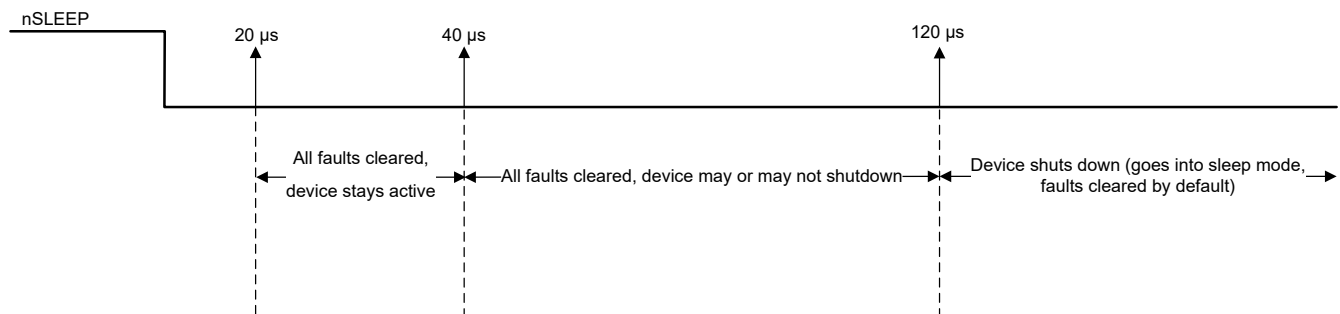 nSLEEP
20 µs
40 µs
120 µs
All faults cleared,
device stays active
All faults cleared, device may or may not shutdown
Device shuts down (goes into sleep mode,
faults cleared by default)